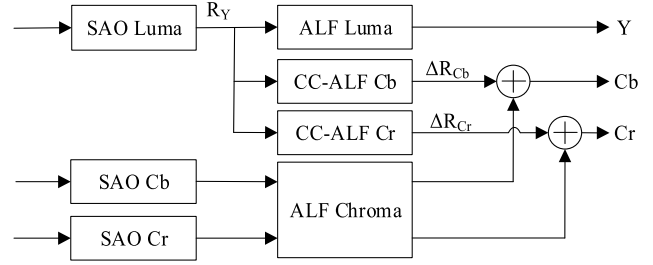 R_Y
SAO Luma
ALF Luma
Y
CC-ALF Cb
ΔR_Cb
Cb
CC-ALF Cr
ΔR_Cr
Cr
SAO Cb
ALF Chroma
SAO Cr